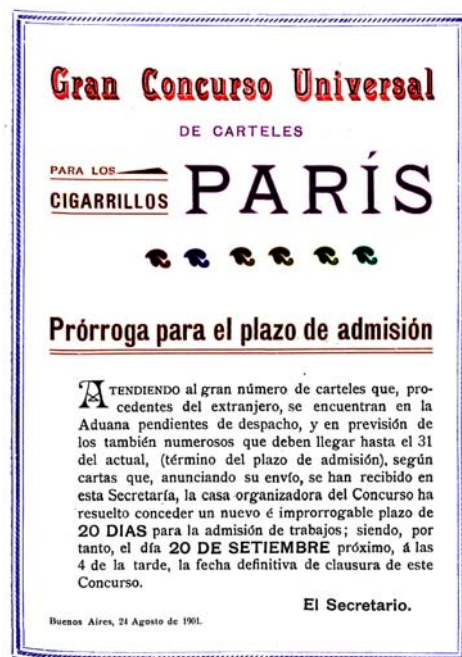 Gran Concurso Universal
DE CARTELES
PARA LOS
CIGARRILLOS
PARÍS
Prórroga para el plazo de admisión
ATENDIENDO al gran número de carteles que, pro-
cedentes del extranjero, se encuentran en la
Aduana pendientes de despacho, y en previsión de
los también numerosos que deben llegar hasta el 31
del actual, (término del plazo de admisión), según
cartas que, anunciando su envío, se han recibido en
esta Secretaría, la casa organizadora del Concurso ha
resuelto conceder un nuevo é improrrogable plazo de
20 DIAS para la admisión de trabajos; siendo, por
tanto, el día 20 DE SETIEMBRE próximo, á las
4 de la tarde, la fecha definitiva de clausura de este
Concurso.
El Secretario.
Buenos Aires, 24 Agosto de 1901.